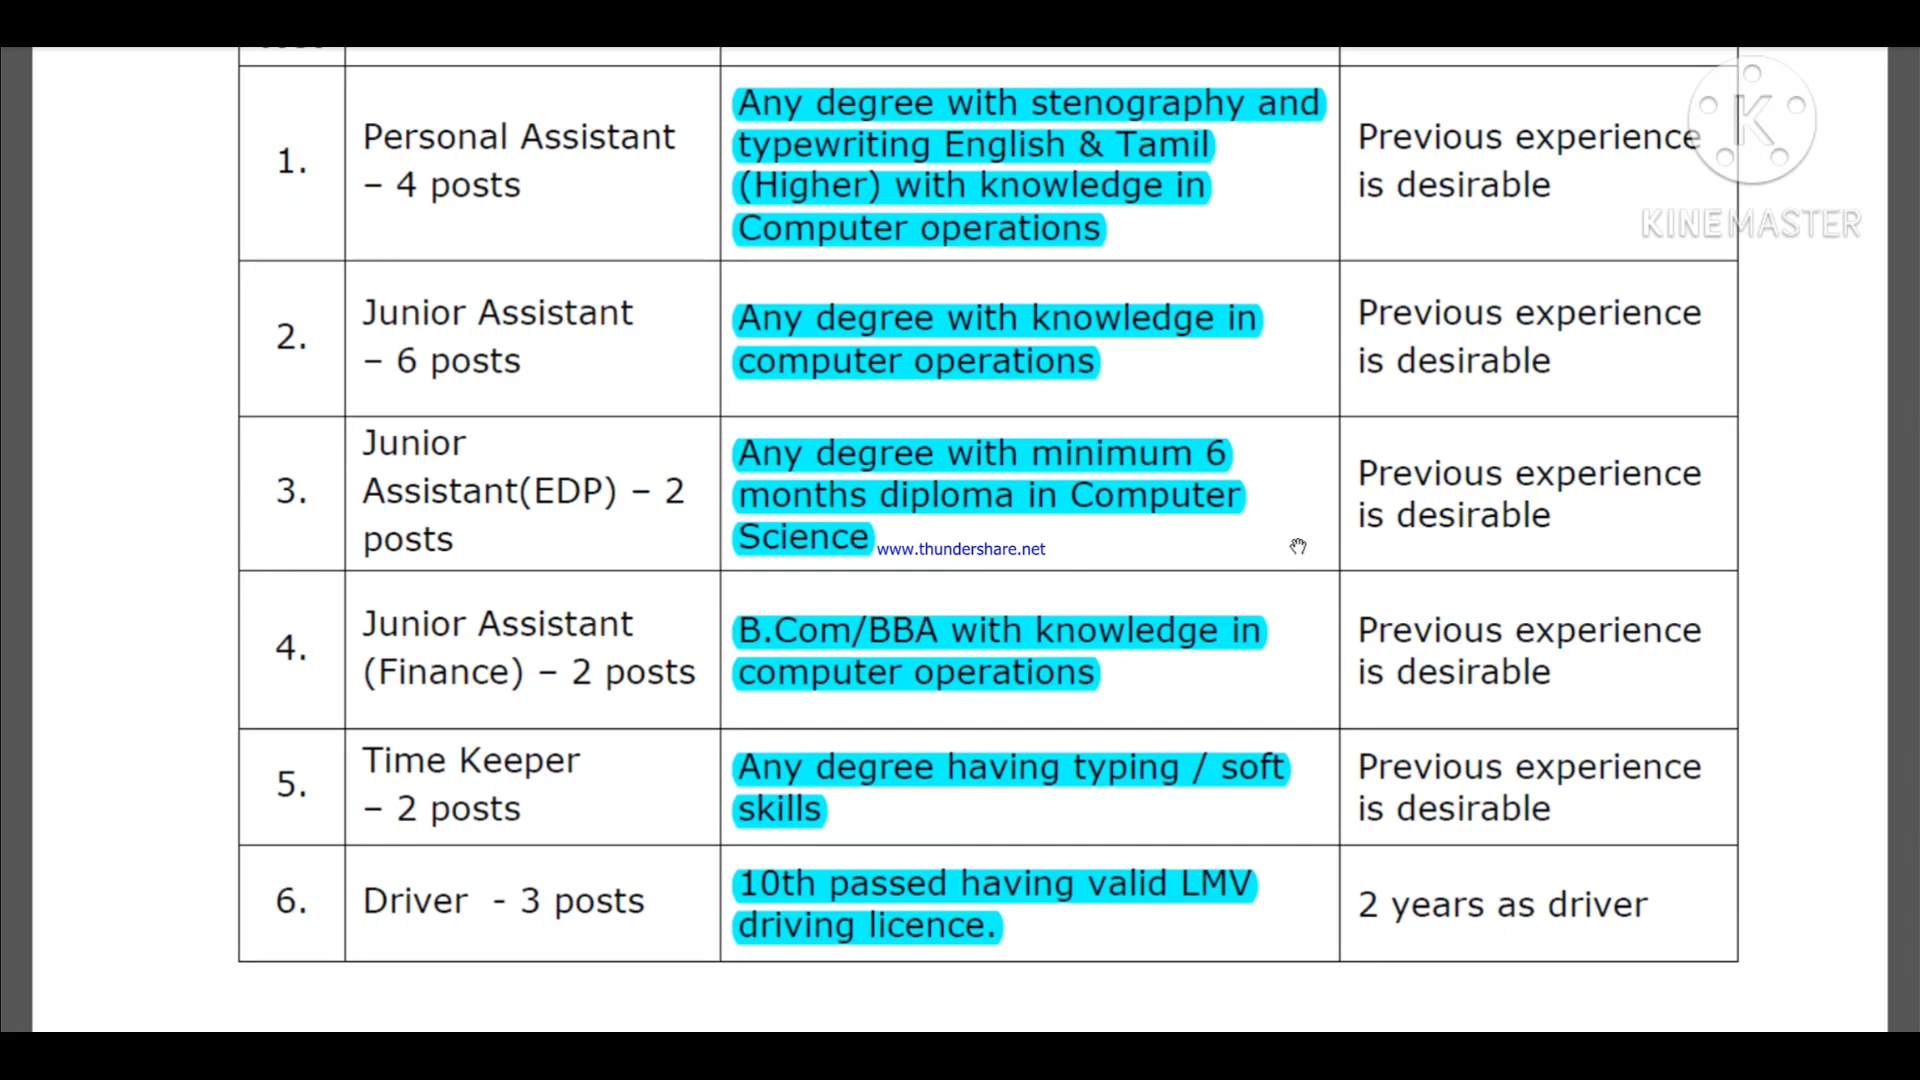 1.
Personal Assistant
– 4 posts
Any degree with stenography and
typewriting English & Tamil
(Higher) with knowledge in
Computer operations
Previous experience
is desirable
K
KINEMASTER
2.
Junior Assistant
– 6 posts
Any degree with knowledge in
computer operations
Previous experience
is desirable
3.
Junior
Assistant(EDP) – 2
posts
Any degree with minimum 6
months diploma in Computer
Science
www.thundershare.net
Previous experience
is desirable
4.
Junior Assistant
(Finance) – 2 posts
B.Com/BBA with knowledge in
computer operations
Previous experience
is desirable
5.
Time Keeper
– 2 posts
Any degree having typing / soft
skills
Previous experience
is desirable
6.
Driver - 3 posts
10th passed having valid LMV
driving licence.
2 years as driver